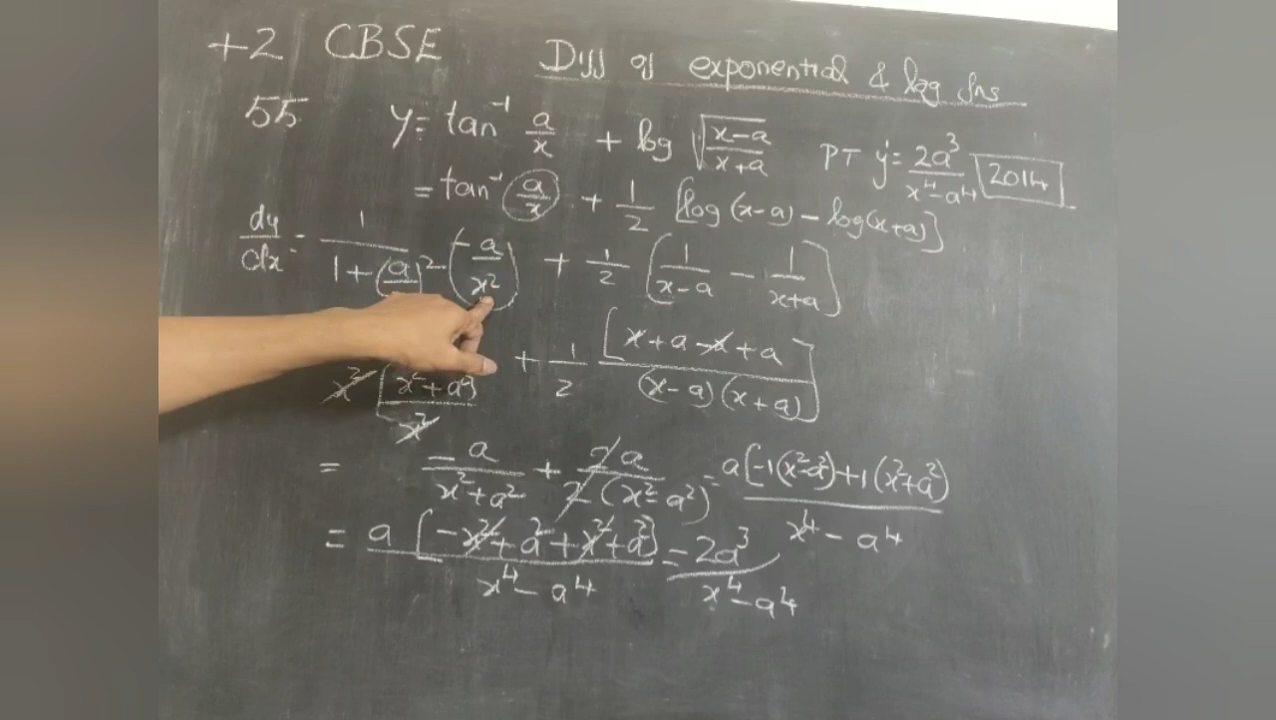 +2 CBSE Diff of exponential & log fns
55 y = tan⁻¹ a/x + log √((x-a)/(x+a)) PT y' = 2a³/(x⁴-a⁴) 2014
= tan⁻¹ (a/x) + 1/2 [log (x-a) - log(x+a)]
dy/dx = 1/(1+(a/)²) (-a/x²) + 1/2 [1/(x-a) - 1/(x+a)]
x² [x²+a²]/x² + 1/2 [x+a-x+a]/((x-a)(x+a))
= -a/(x²+a²) + 2a/(2(x²-a²)) = a[-1(x²-a²)+1(x²+a²)]/(x⁴-a⁴)
= a[-x²+a²+x²+a²]/(x⁴-a⁴) = 2a³/(x⁴-a⁴)